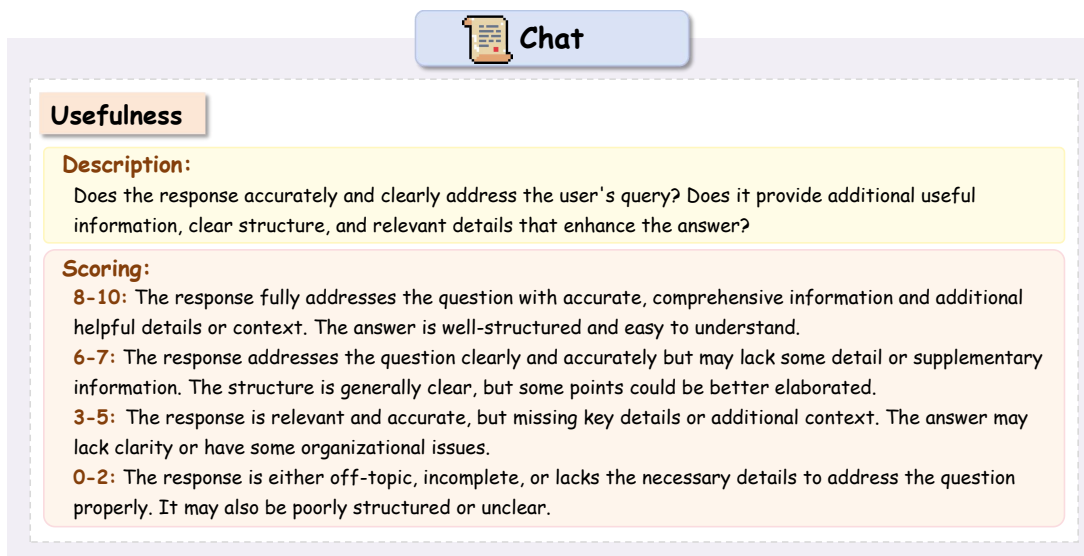 Chat
Usefulness
Description:
Does the response accurately and clearly address the user's query? Does it provide additional useful
information, clear structure, and relevant details that enhance the answer?
Scoring:
8-10: The response fully addresses the question with accurate, comprehensive information and additional
helpful details or context. The answer is well-structured and easy to understand.
6-7: The response addresses the question clearly and accurately but may lack some detail or supplementary
information. The structure is generally clear, but some points could be better elaborated.
3-5: The response is relevant and accurate, but missing key details or additional context. The answer may
lack clarity or have some organizational issues.
0-2: The response is either off-topic, incomplete, or lacks the necessary details to address the question
properly. It may also be poorly structured or unclear.